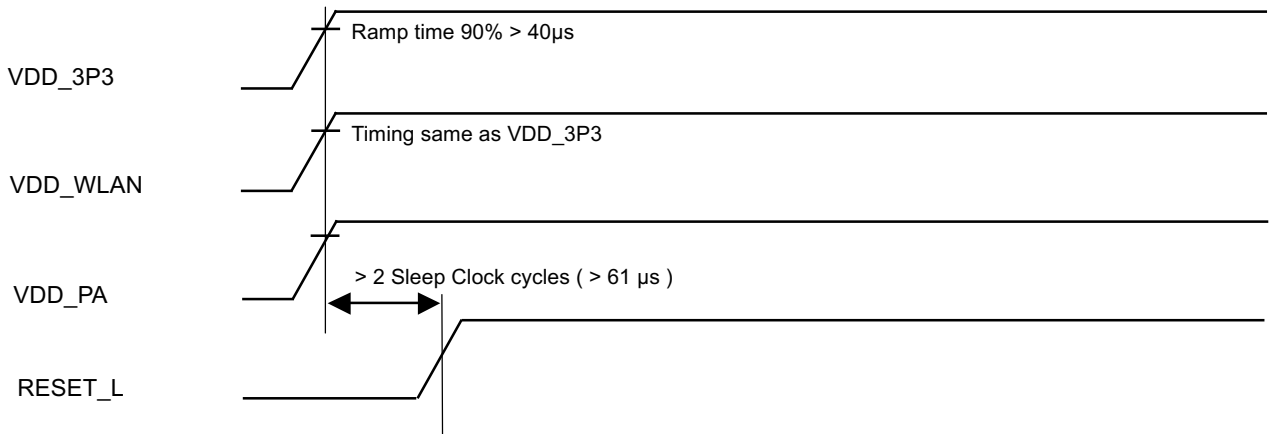 Ramp time 90% > 40µs
VDD_3P3
Timing same as VDD_3P3
VDD_WLAN
> 2 Sleep Clock cycles ( > 61 µs )
VDD_PA
RESET_L